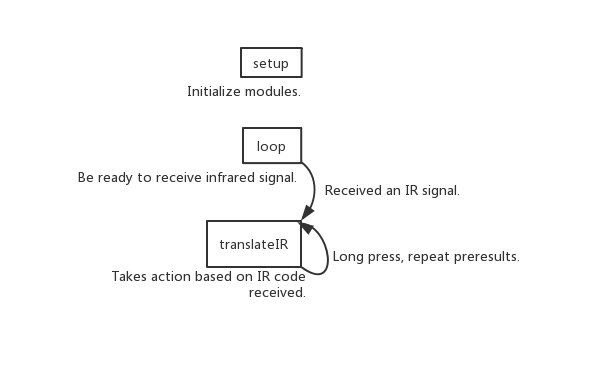 setup
Initialize modules.
loop
Be ready to receive infrared signal.
Received an IR signal.
translateIR
Long press, repeat preresults.
Takes action based on IR code
received.